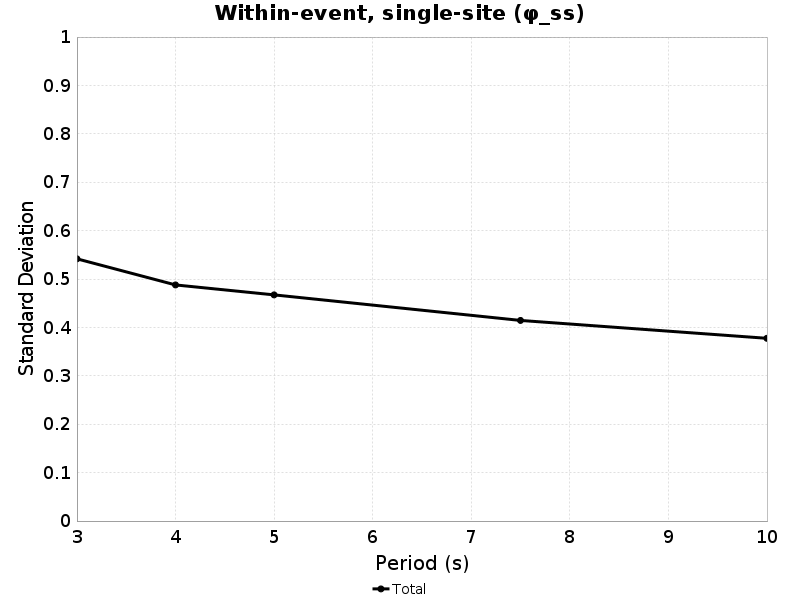 Within-event, single-site (φ_ss)
1
0.9
0.8
0.7
0.6
0.5
0.4
0.3
0.2
0.1
0
Standard Deviation
3 4 5 6 7 8 9 10
Period (s)
Total